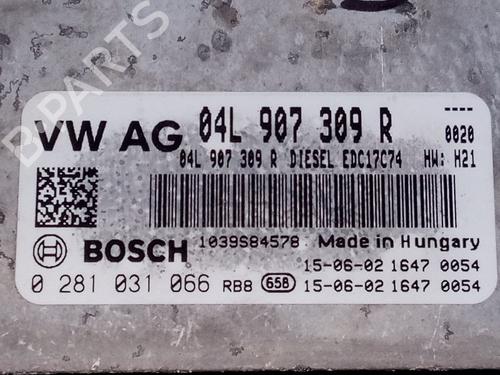 B-PARTS
VW AG 04L 907 309 R ----
0020
04L 907 309 R DIESEL EDC17C74 HW: H21
BOSCH 1039S84578 Made in Hungary
15-06-02 1647 0054
0 281 031 066 RB8 658 15-06-02 1647 0054